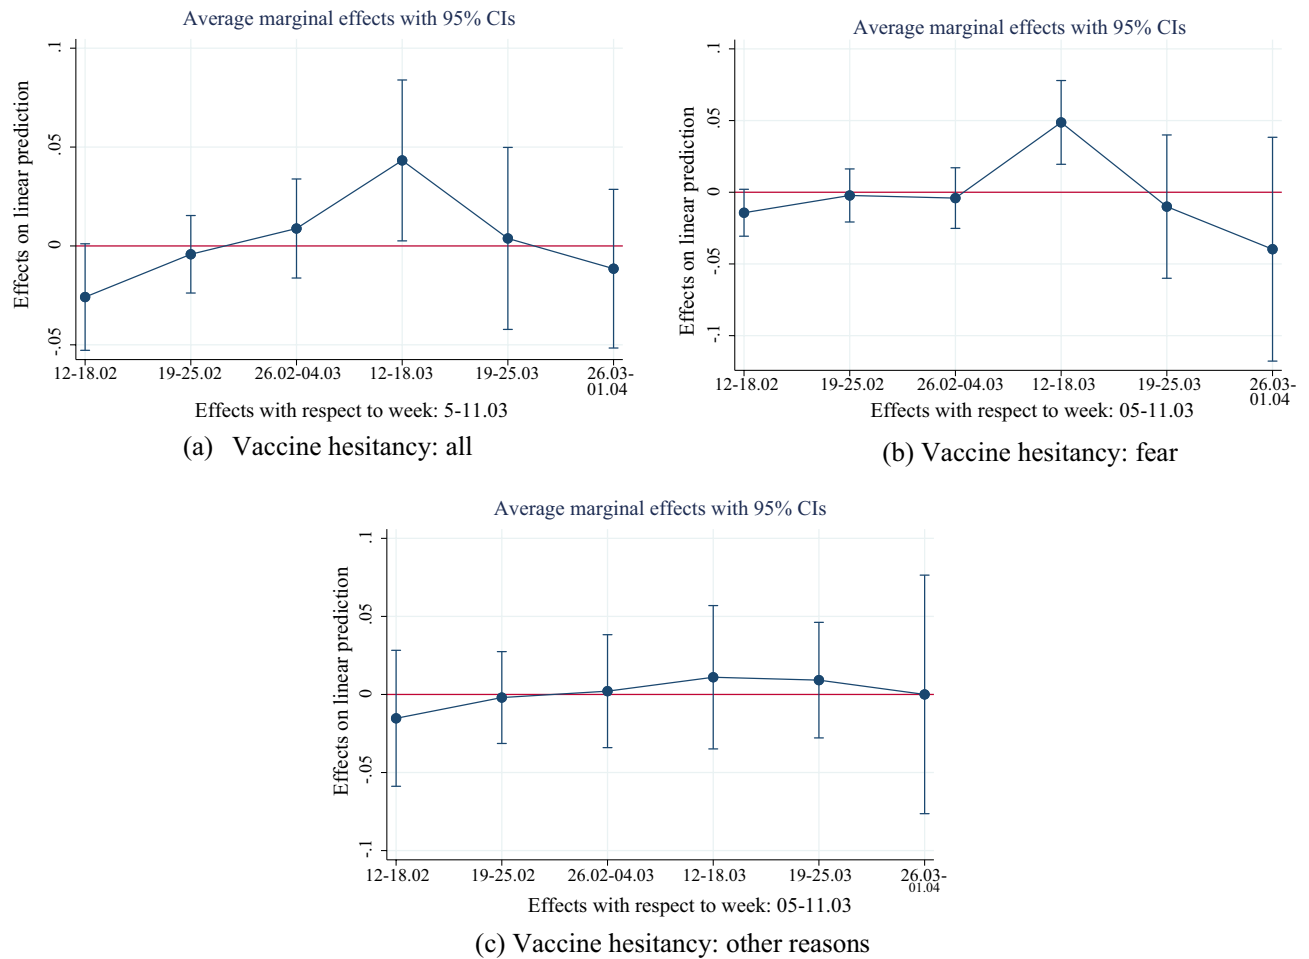 Average marginal effects with 95% CIs
Effects on linear prediction
.1
.05
0
-.05
12-18.02 19-25.02 26.02-04.03 12-18.03 19-25.03 26.03-
01.04
Effects with respect to week: 5-11.03
(a) Vaccine hesitancy: all
Average marginal effects with 95% CIs
Effects on linear prediction
.1
.05
0
-.05
-.1
12-18.02 19-25.02 26.02-04.03 12-18.03 19-25.03 26.03-
01.04
Effects with respect to week: 05-11.03
(b) Vaccine hesitancy: fear
Average marginal effects with 95% CIs
Effects on linear prediction
.1
.05
0
-.05
-.1
12-18.02 19-25.02 26.02-04.03 12-18.03 19-25.03 26.03-
01.04
Effects with respect to week: 05-11.03
(c) Vaccine hesitancy: other reasons